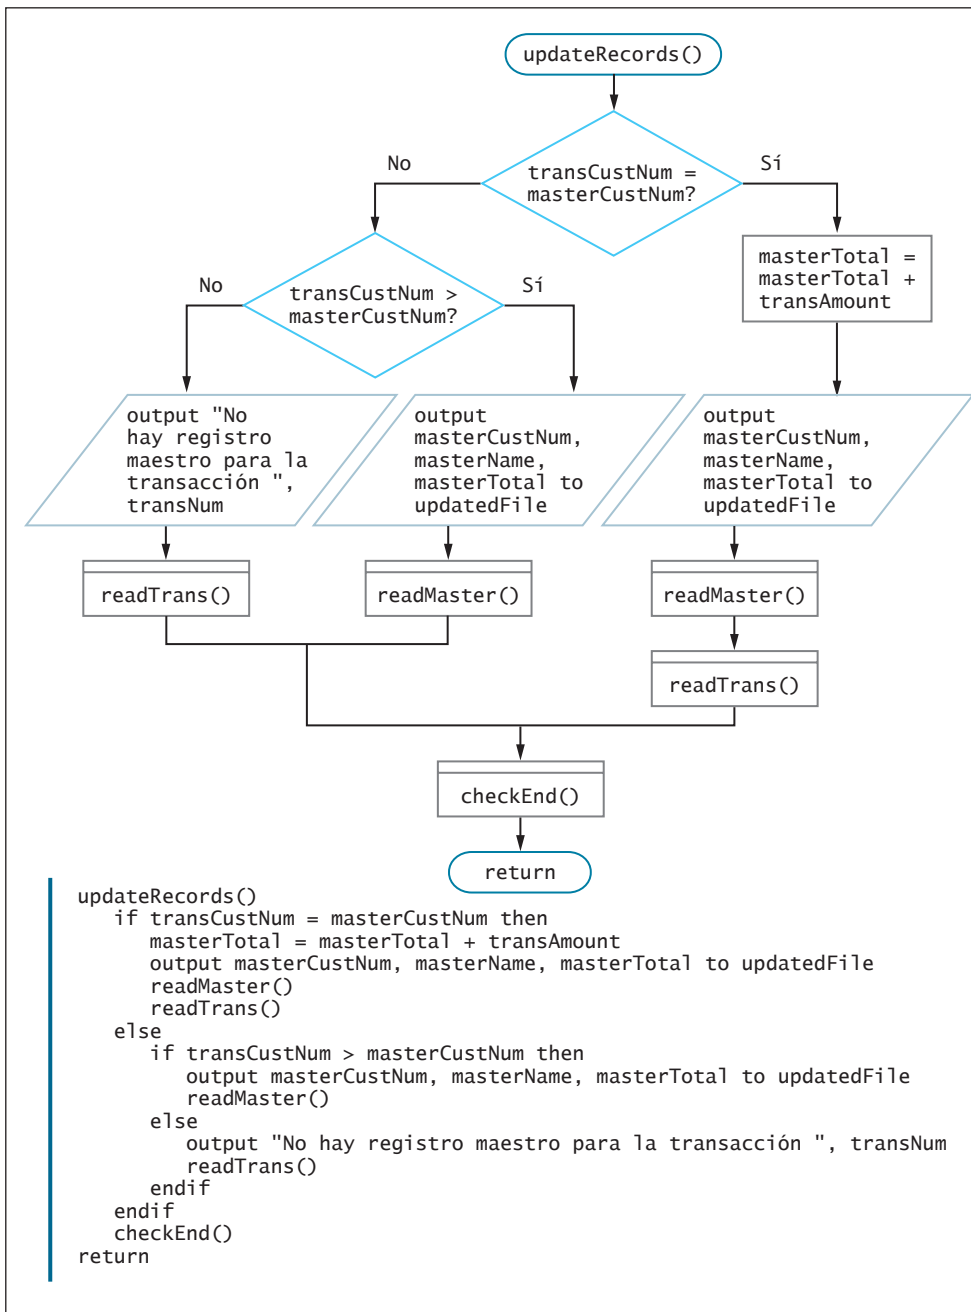 updateRecords()
transCustNum =
masterCustNum?
No
Sí
transCustNum >
masterCustNum?
No
Sí
masterTotal =
masterTotal +
transAmount
output "No
hay registro
maestro para la
transacción ",
transNum
output
masterCustNum,
masterName,
masterTotal to
updatedFile
output
masterCustNum,
masterName,
masterTotal to
updatedFile
readTrans()
readMaster()
readMaster()
readTrans()
checkEnd()
return
updateRecords()
if transCustNum = masterCustNum then
masterTotal = masterTotal + transAmount
output masterCustNum, masterName, masterTotal to updatedFile
readMaster()
readTrans()
else
if transCustNum > masterCustNum then
output masterCustNum, masterName, masterTotal to updatedFile
readMaster()
else
output "No hay registro maestro para la transacción ", transNum
readTrans()
endif
endif
checkEnd()
return